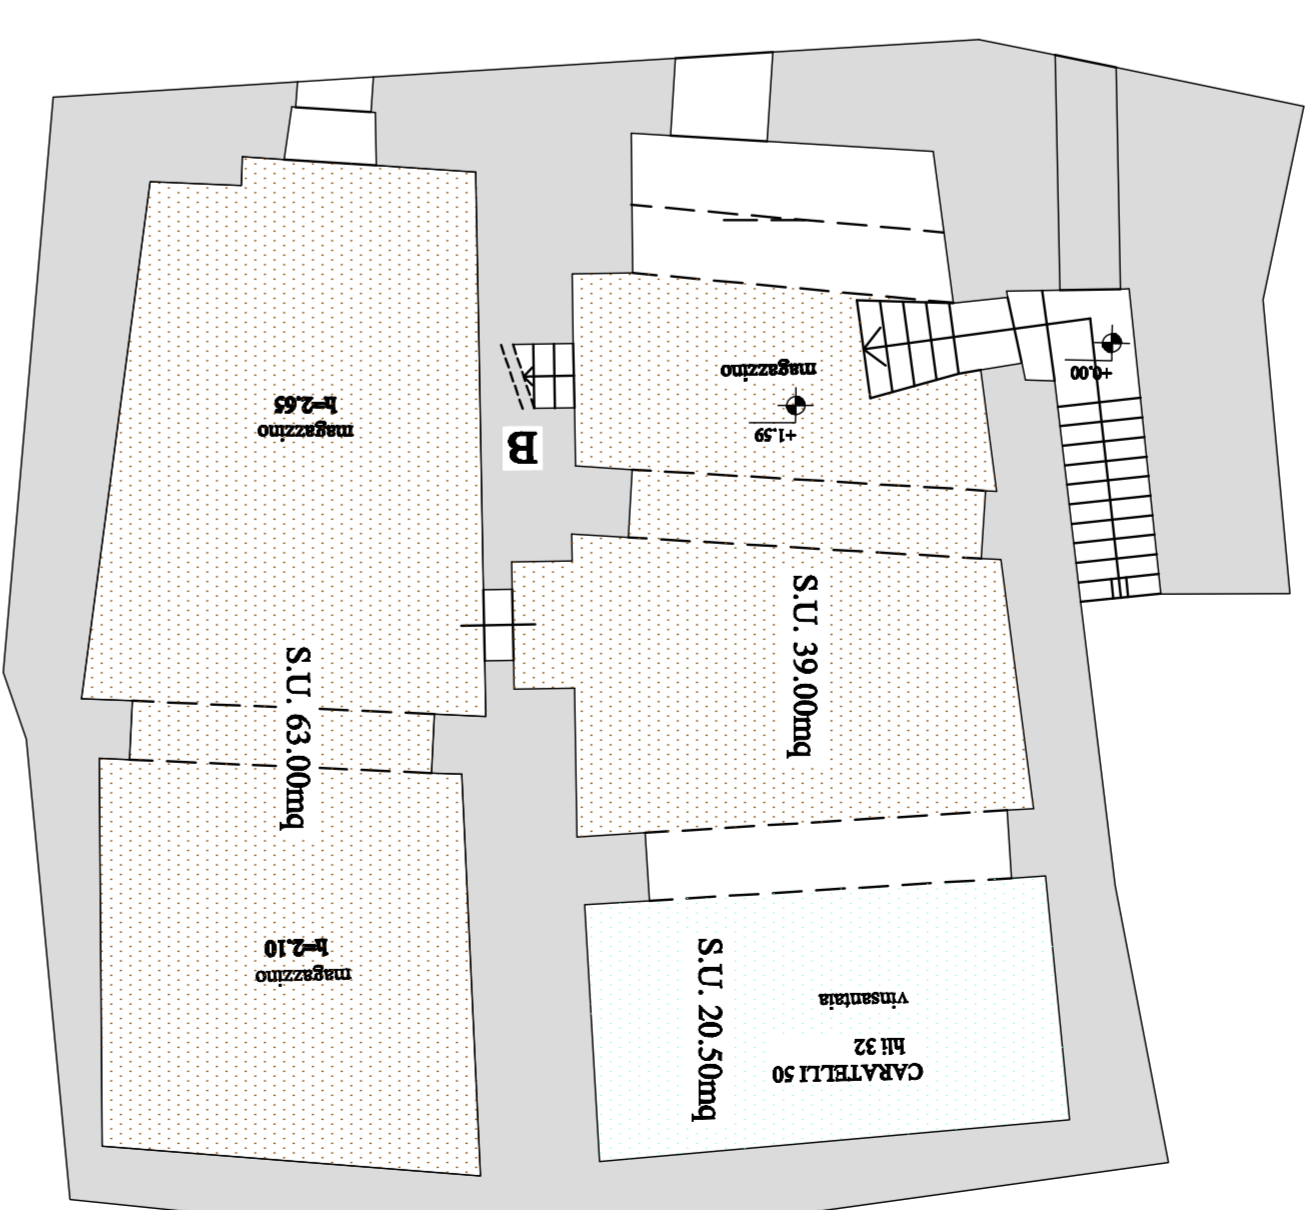 magazzino
h=2.65
magazzino
+1.59
+0.00
B
S.U. 63.00mq
S.U. 39.00mq
magazzino
h=2.10
S.U. 20.50mq
CARATELLI 50
hli 32
vinsantaia